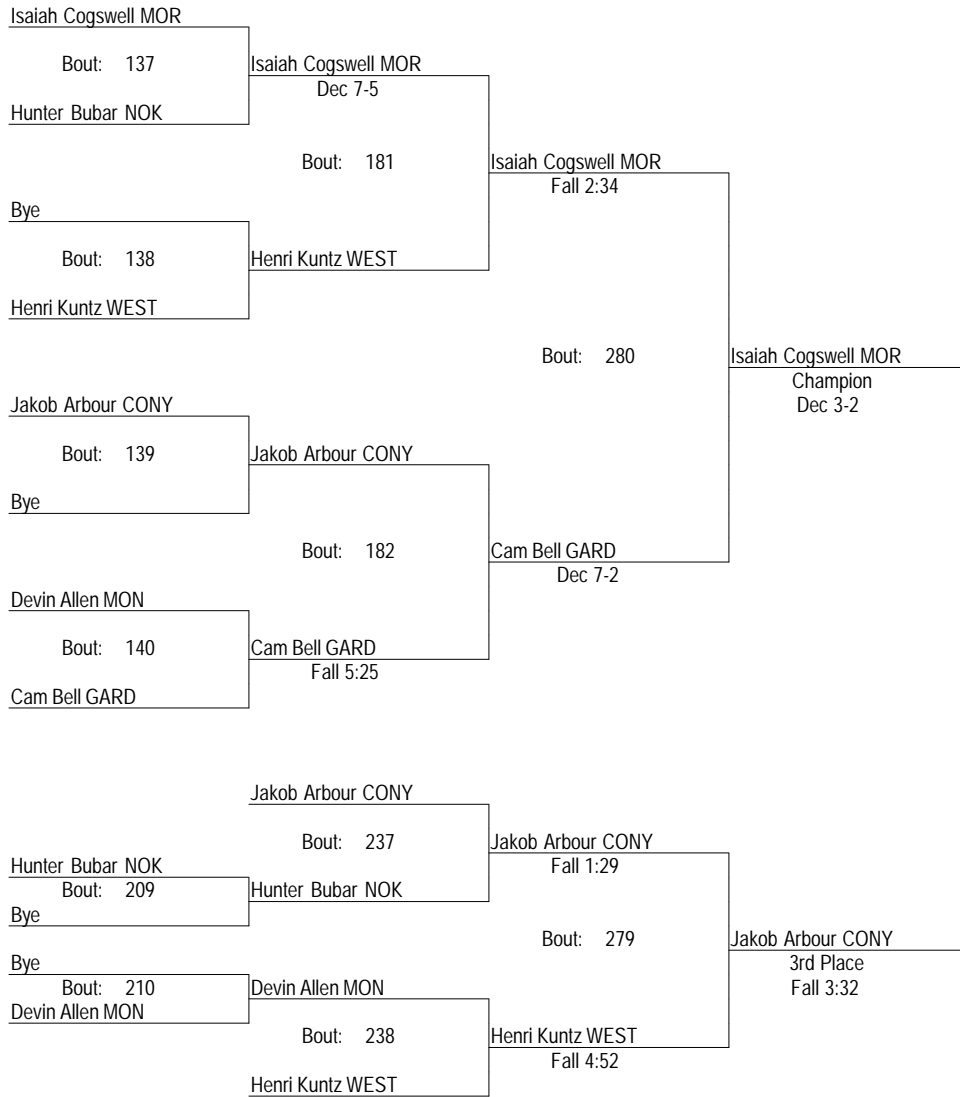 Isaiah Cogswell MOR
Bout: 137
Isaiah Cogswell MOR
Dec 7-5
Hunter Bubar NOK
Bout: 181
Isaiah Cogswell MOR
Fall 2:34
Bye
Bout: 138
Henri Kuntz WEST
Henri Kuntz WEST
Bout: 280
Isaiah Cogswell MOR
Champion
Dec 3-2
Jakob Arbour CONY
Bout: 139
Jakob Arbour CONY
Bye
Bout: 182
Cam Bell GARD
Dec 7-2
Devin Allen MON
Bout: 140
Cam Bell GARD
Fall 5:25
Cam Bell GARD
Jakob Arbour CONY
Bout: 237
Jakob Arbour CONY
Fall 1:29
Hunter Bubar NOK
Bout: 209
Hunter Bubar NOK
Bye
Bout: 279
Jakob Arbour CONY
3rd Place
Fall 3:32
Bye
Bout: 210
Devin Allen MON
Devin Allen MON
Bout: 238
Henri Kuntz WEST
Fall 4:52
Henri Kuntz WEST